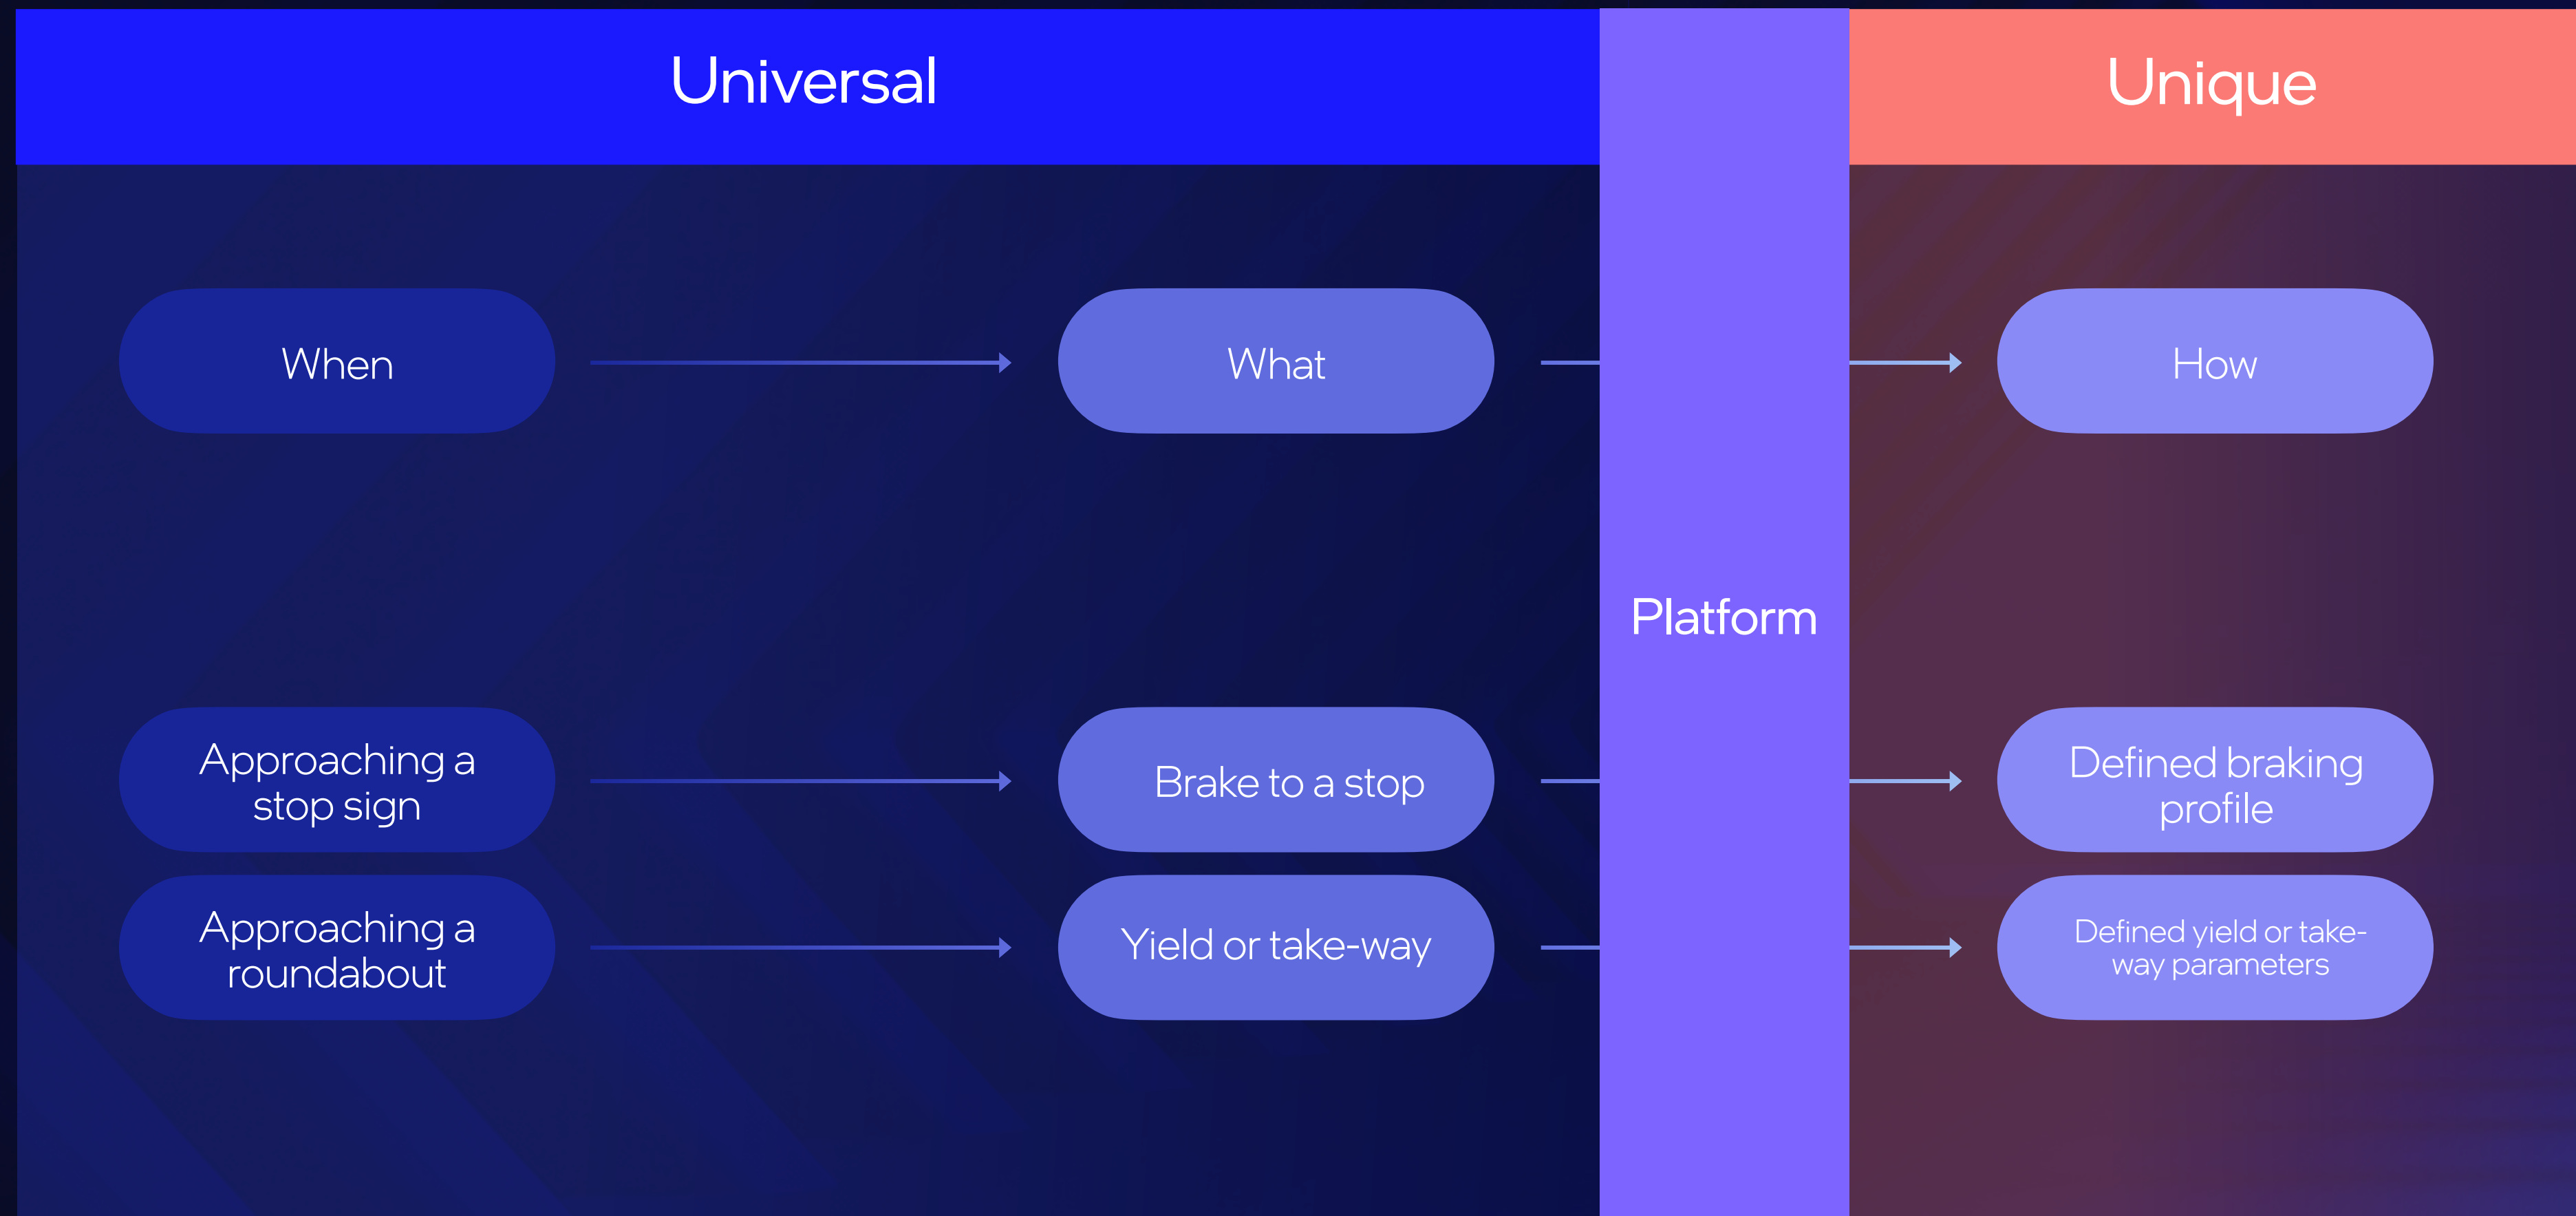 Universal
Unique
When
What
How
Platform
Approaching a
stop sign
Brake to a stop
Defined braking
profile
Approaching a
roundabout
Yield or take-way
Defined yield or take-
way parameters